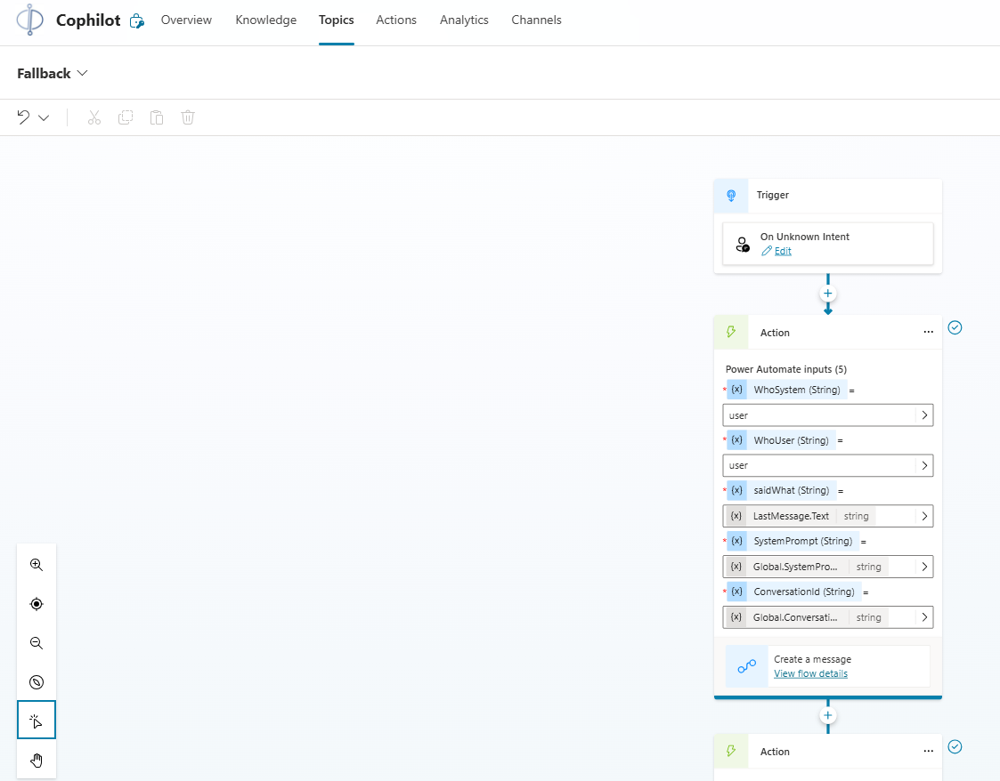 Cophilot Overview Knowledge Topics Actions Analytics Channels
Fallback
Trigger
On Unknown Intent
Edit
Action
Power Automate inputs (5)
* {x} WhoSystem (String) =
user
* {x} WhoUser (String) =
user
* {x} saidWhat (String) =
{x} LastMessage.Text string
* {x} SystemPrompt (String) =
{x} Global.SystemPro... string
* {x} ConversationId (String) =
{x} Global.Conversati... string
Create a message
View flow details
Action